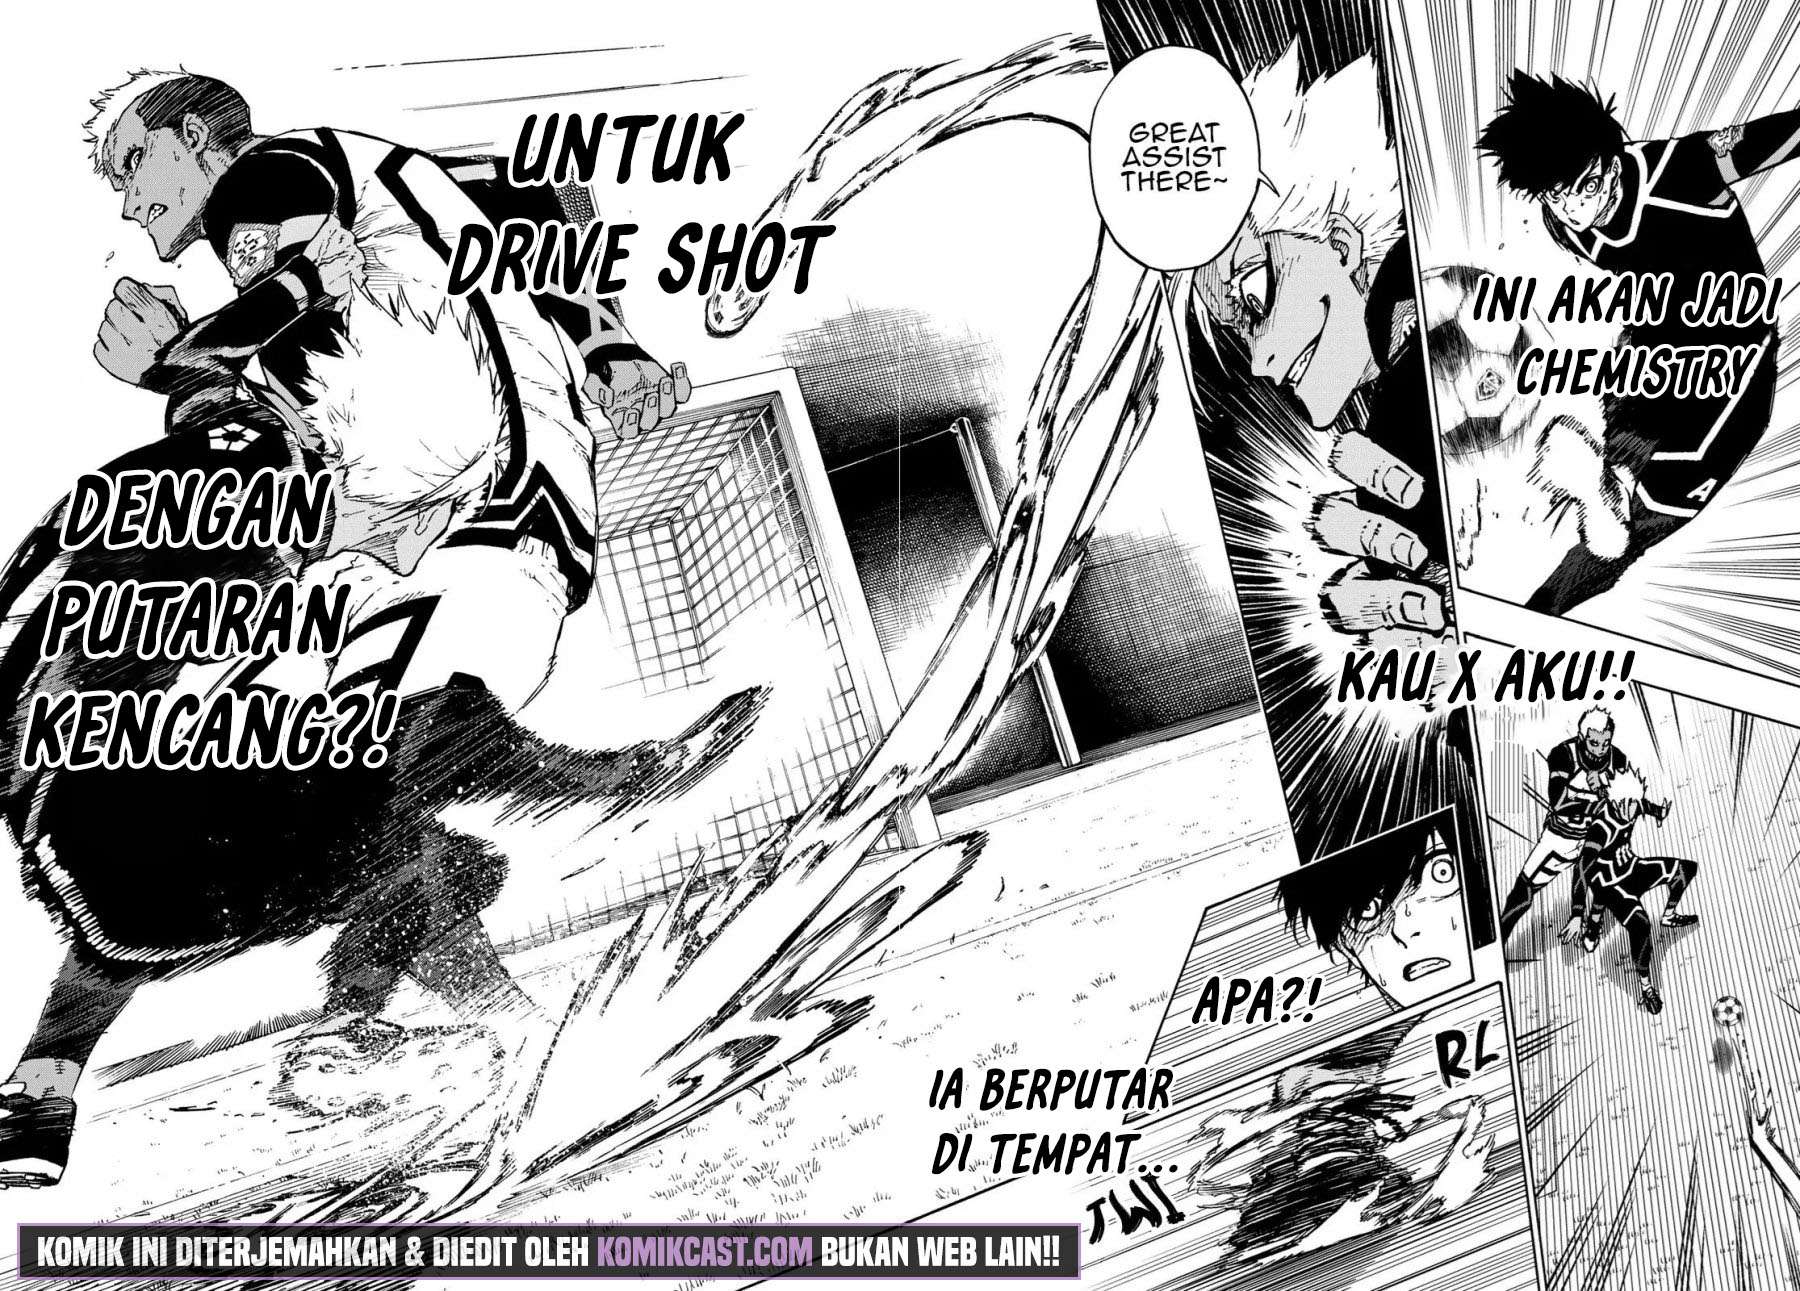 INI AKAN JADI
CHEMISTRY
GREAT
ASSIST
THERE~
KAU X AKU!!
APA?!
RL
IA BERPUTAR
DI TEMPAT...
JWI
UNTUK
DRIVE SHOT
DENGAN
PUTARAN
KENCANG?!
KOMIK INI DITERJEMAHKAN & DIEDIT OLEH KOMIKCAST.COM BUKAN WEB LAIN!!